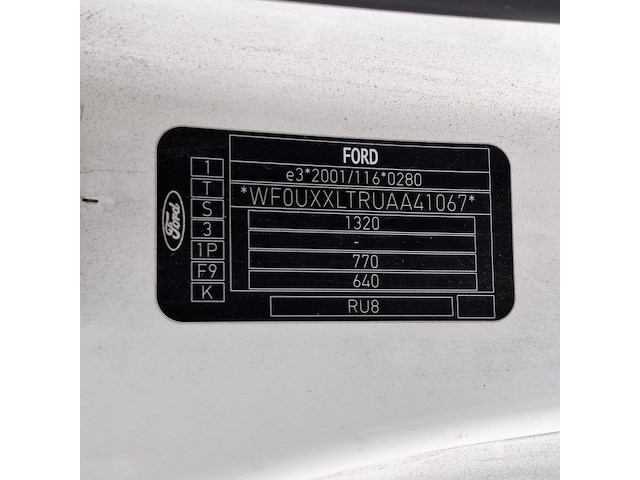 FORD
e3*2001/116*0280
*WF0UXXLTRUAA41067*
1320
-
770
640
RU8
1
T
S
3
1P
F9
K
Ford